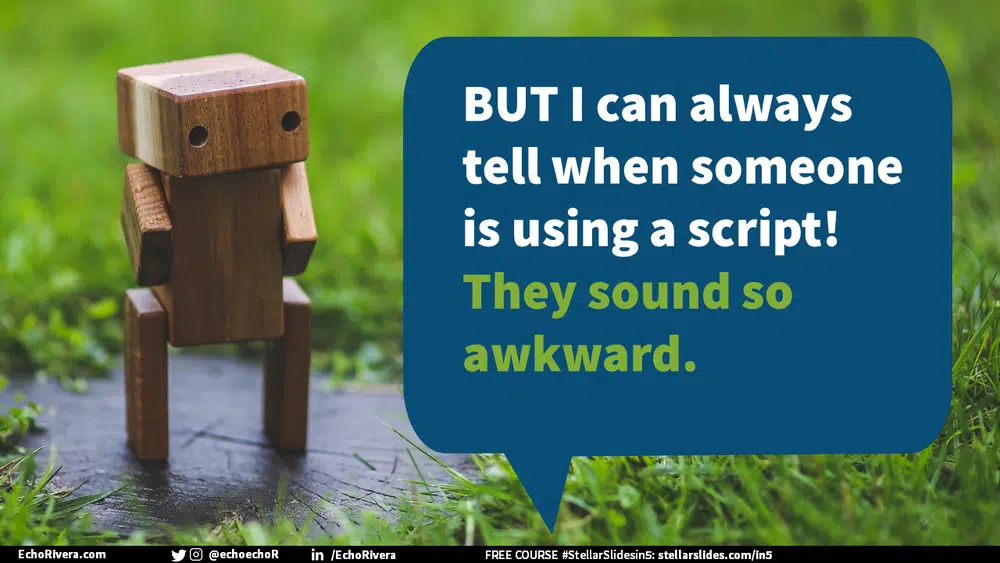 BUT I can always
tell when someone
is using a script!
They sound so
awkward.
EchoRivera.com
@echoechoR
/EchoRivera
FREE COURSE #StellarSlidesin5: stellarslides.com/in5